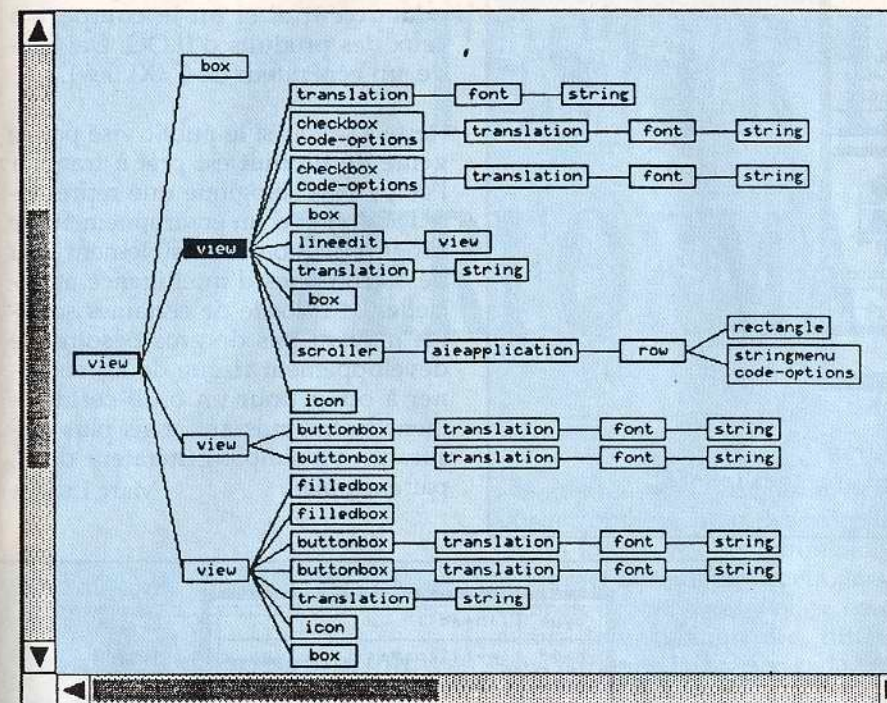 box
translation font string
checkbox
code-options translation font string
checkbox
code-options translation font string
box
view lineedit view
translation string
box
rectangle
scroller aieapplication row
view stringmenu
code-options
icon
buttonbox translation font string
view
buttonbox translation font string
filledbox
filledbox
buttonbox translation font string
view buttonbox translation font string
translation string
icon
box